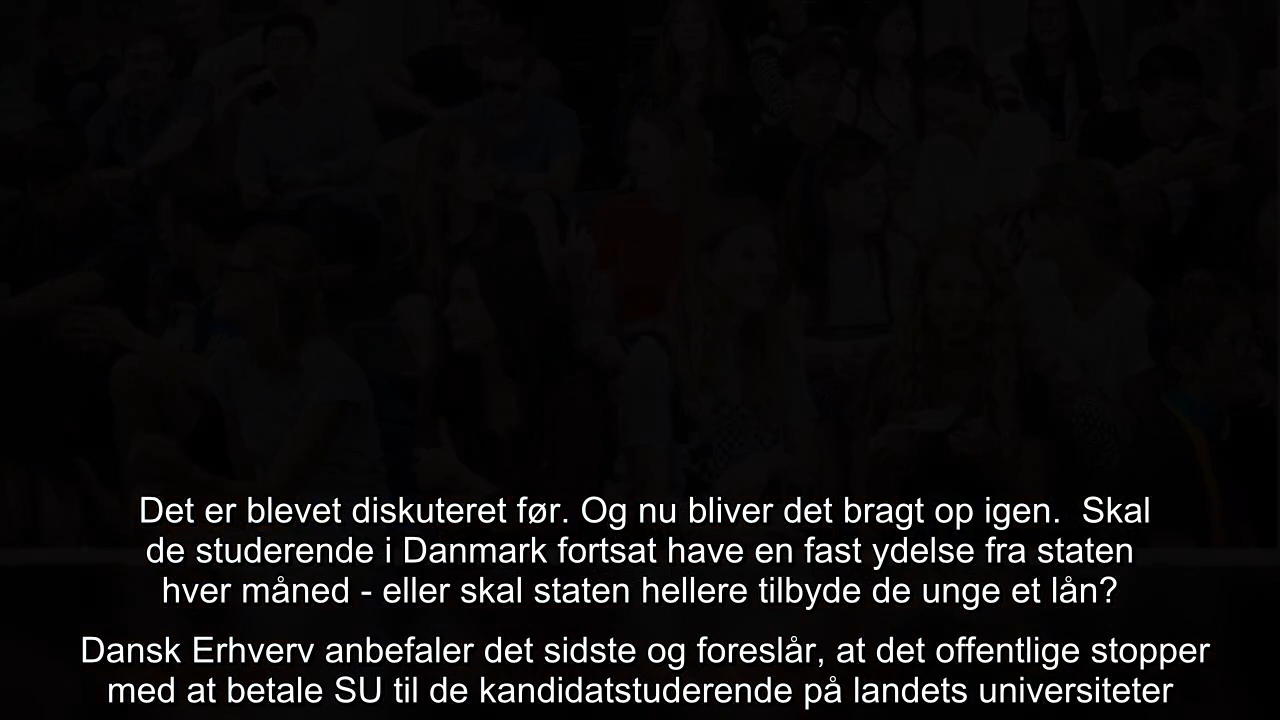 Det er blevet diskuteret før. Og nu bliver det bragt op igen.  Skal
de studerende i Danmark fortsat have en fast ydelse fra staten
hver måned - eller skal staten hellere tilbyde de unge et lån?
Dansk Erhverv anbefaler det sidste og foreslår, at det offentlige stopper
med at betale SU til de kandidatstuderende på landets universiteter